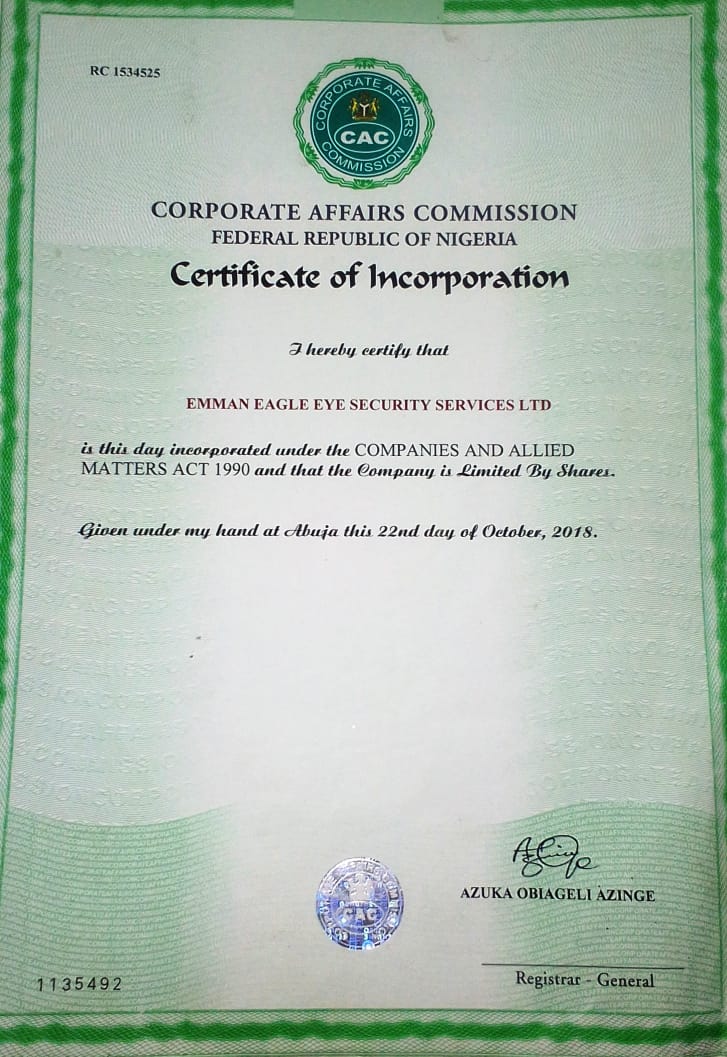 RC 1534525
CORPORATE AFFAIRS
CAC
COMMISSION
CORPORATE AFFAIRS COMMISSION
FEDERAL REPUBLIC OF NIGERIA
Certificate of Incorporation
I hereby certify that
EMMAN EAGLE EYE SECURITY SERVICES LTD
is this day incorporated under the COMPANIES AND ALLIED
MATTERS ACT 1990 and that the Company is Limited By Shares.
Given under my hand at Abuja this 22nd day of October, 2018.
CAC
AZUKA OBIAGELI AZINGE
Registrar - General
1135492